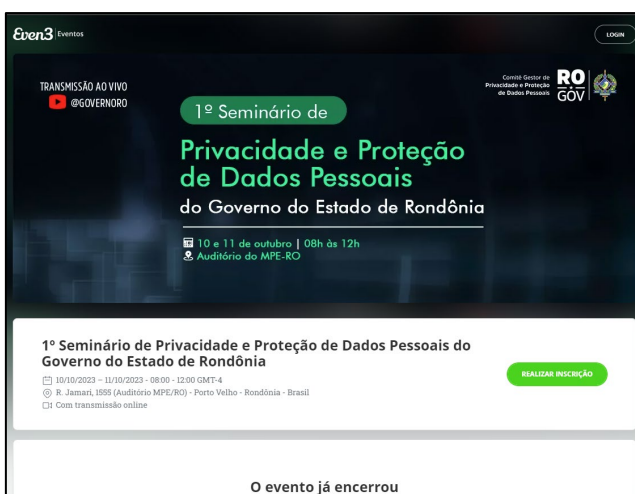 Even3 Eventos
LOGIN
TRANSMISSÃO AO VIVO
@GOVERNORO
Comitê Gestor de
Privacidade e Proteção
de Dados Pessoais
RO
GOV
1º Seminário de
Privacidade e Proteção
de Dados Pessoais
do Governo do Estado de Rondônia
10 e 11 de outubro | 08h às 12h
Auditório do MPE-RO
1º Seminário de Privacidade e Proteção de Dados Pessoais do
Governo do Estado de Rondônia
10/10/2023 – 11/10/2023 - 08:00 - 12:00 GMT-4
R. Jamari, 1555 (Auditório MPE/RO) - Porto Velho - Rondônia - Brasil
Com transmissão online
REALIZAR INSCRIÇÃO
O evento já encerrou